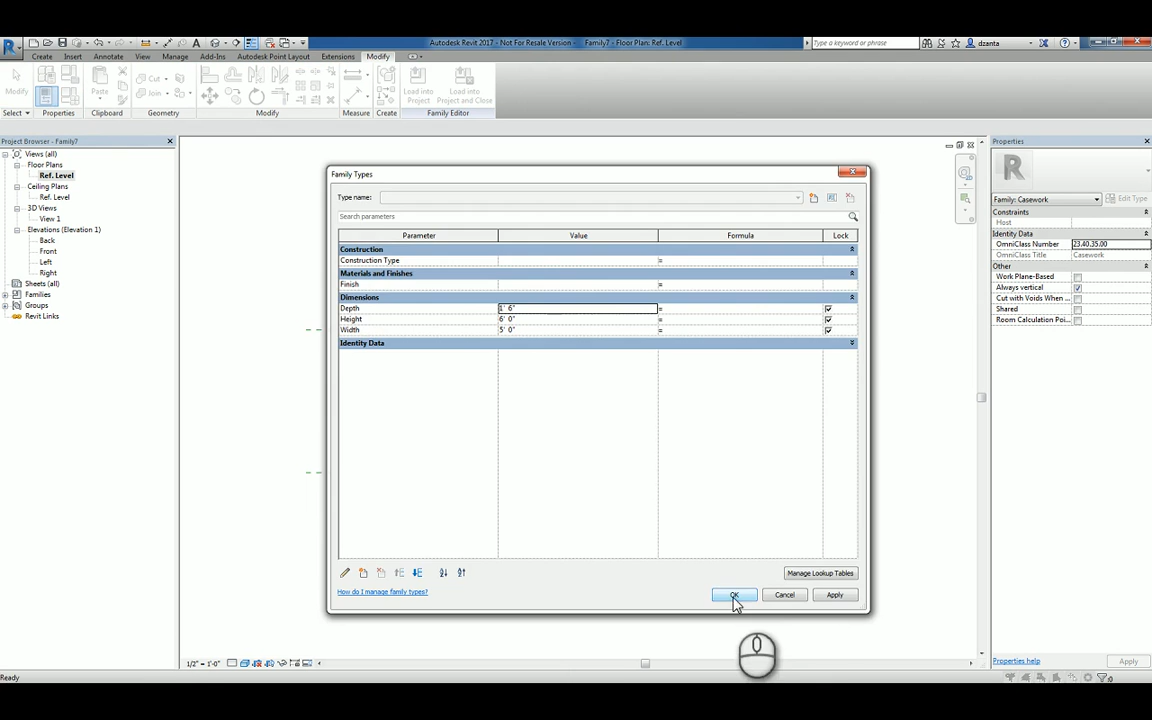 Autodesk Revit 2017 - Not For Resale Version - Family7 - Floor Plan: Ref. Level
Type a keyword or phrase
dzanta
Create Insert Annotate View Manage Add-Ins Autodesk Point Layout Extensions Modify
Modify
Paste
Cut
Join
Load into Project
Load into Project and Close
Select Properties Clipboard Geometry Modify Measure Create Family Editor
Project Browser - Family7
Views (all)
Floor Plans
Ref. Level
Ceiling Plans
Ref. Level
3D Views
View 1
Elevations (Elevation 1)
Back
Front
Left
Right
Sheets (all)
Families
Groups
Revit Links
Family Types
Type name:
Search parameters
Parameter Value Formula Lock
Construction
Construction Type =
Materials and Finishes
Finish =
Dimensions
Depth 1' 6" =
Height 6' 0" =
Width 5' 0" =
Identity Data
Manage Lookup Tables
How do I manage family types?
OK Cancel Apply
Properties
R
Family: Casework
Edit Type
Constraints
Host
Identity Data
OmniClass Number 23.40.35.00
OmniClass Title Casework
Other
Work Plane-Based
Always vertical
Cut with Voids When ...
Shared
Room Calculation Poi...
Properties help
Apply
1/2" = 1'-0"
Ready
:0